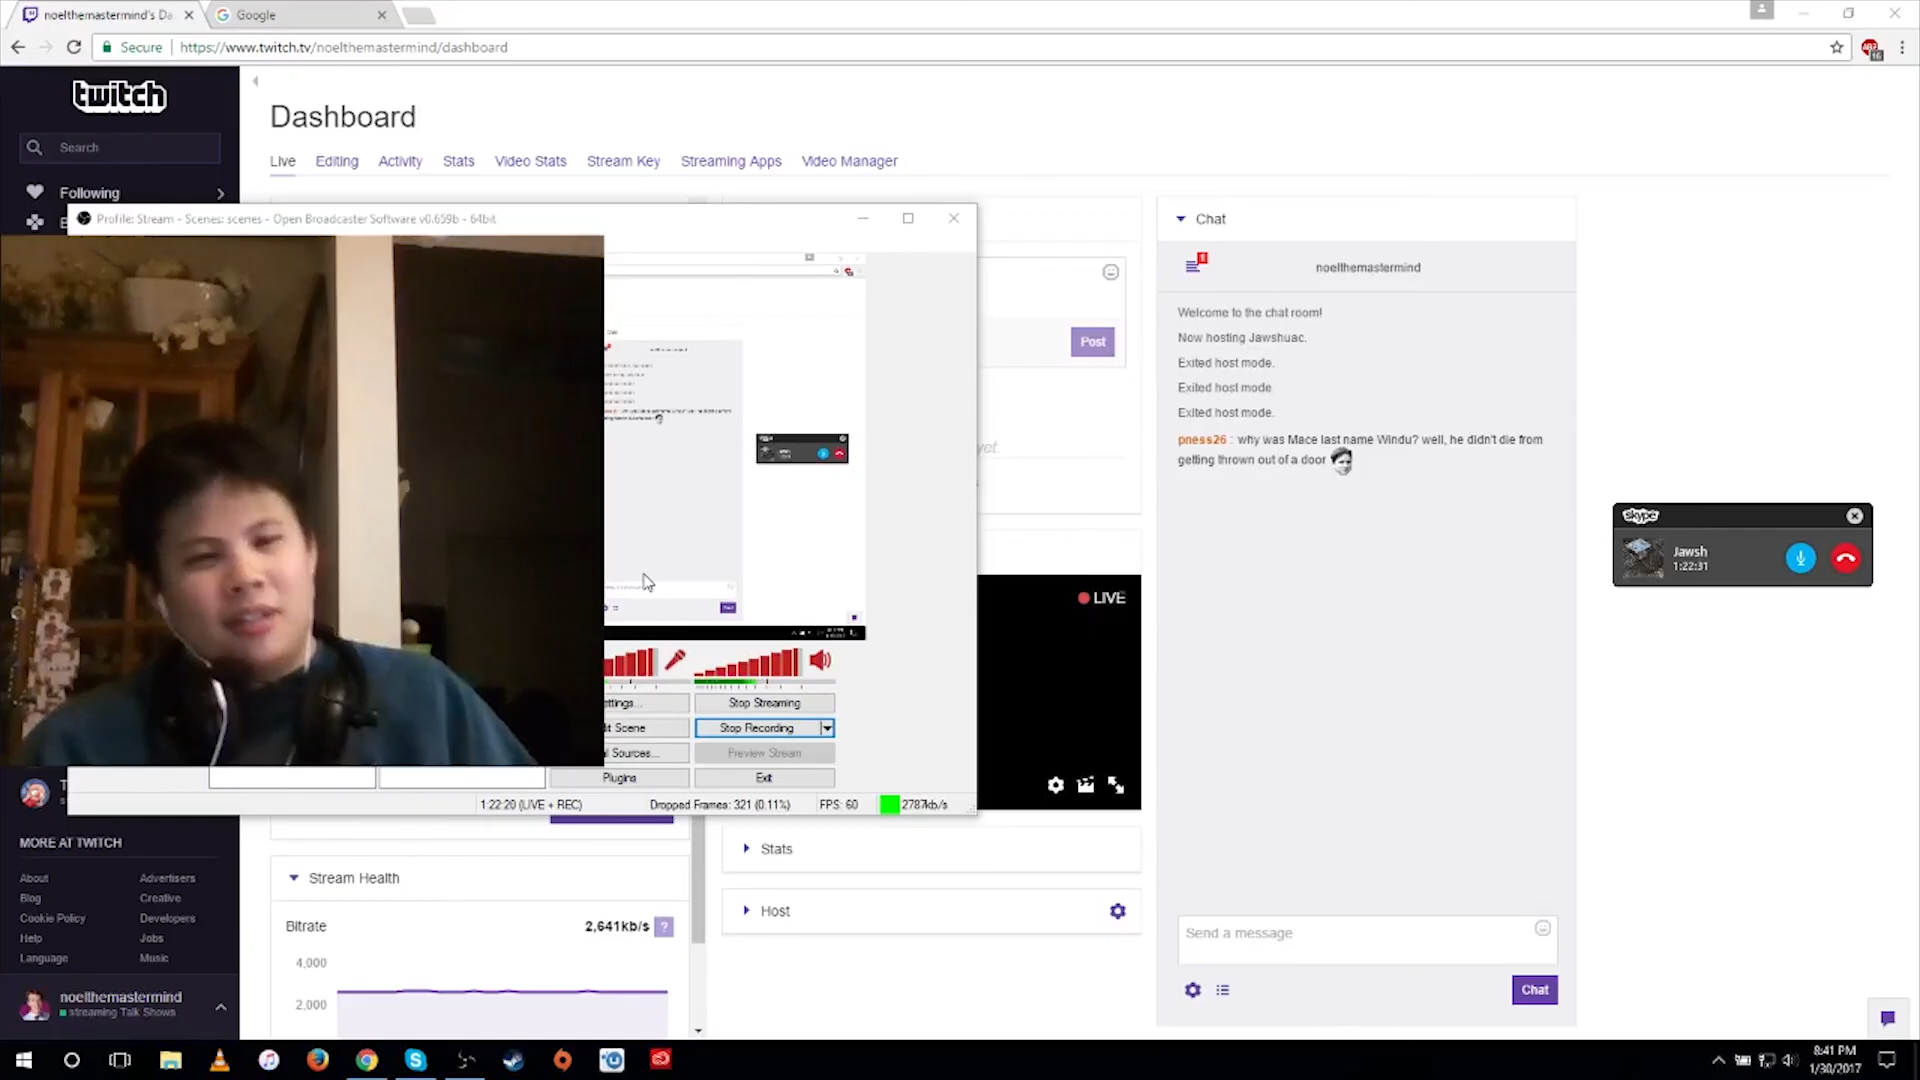 noelthemastermind's Da
Google
Secure
https://www.twitch.tv/noelthemastermind/dashboard
twitch
Search
Following
Dashboard
Live Editing Activity Stats Video Stats Stream Key Streaming Apps Video Manager
Profile: Stream - Scenes: scenes - Open Broadcaster Software v0.659b - 64bit
Post
yet.
LIVE
Stop Streaming
Stop Recording
Preview Stream
Exit
ettings...
it Scene
l Sources...
Plugins
1:22:20 (LIVE + REC)
Dropped Frames: 321 (0.11%)
FPS: 60
2787kb/s
Stats
Host
Stream Health
Bitrate
2,641kb/s
?
4,000
2,000
Chat
1
noelthemastermind
Welcome to the chat room!
Now hosting Jawshuac.
Exited host mode.
Exited host mode.
Exited host mode.
pness26 : why was Mace last name Windu? well, he didn't die from
getting thrown out of a door
Send a message
Chat
skype
Jawsh
1:22:31
MORE AT TWITCH
About
Advertisers
Blog
Creative
Cookie Policy
Developers
Help
Jobs
Language
Music
noelthemastermind
streaming Talk Shows
8:41 PM
1/30/2017